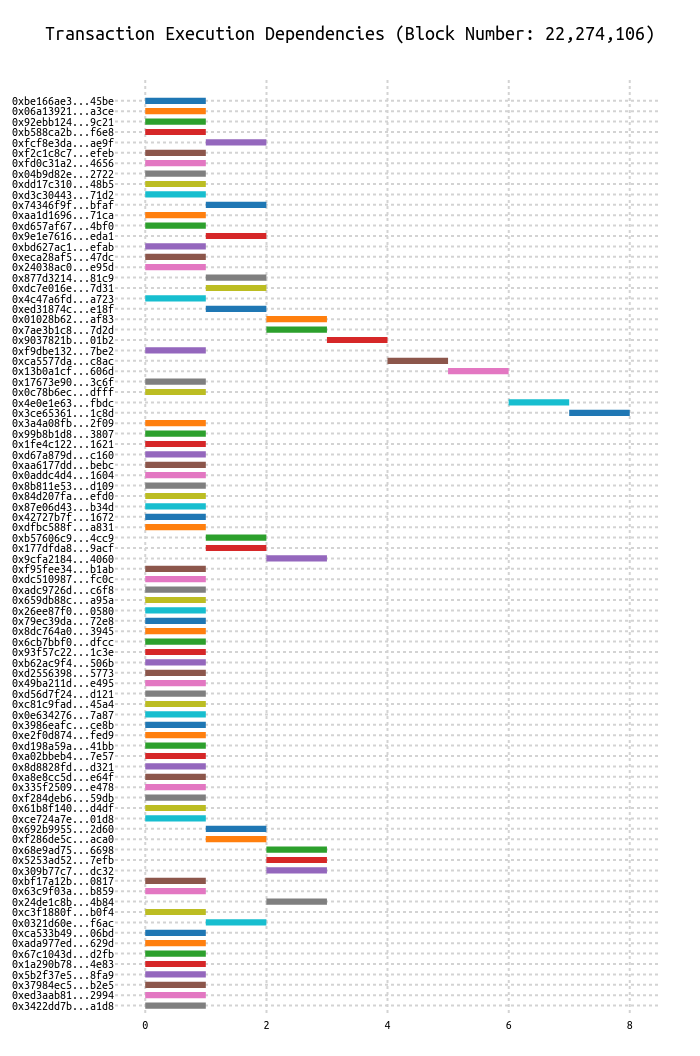 Transaction Execution Dependencies (Block Number: 22,274,106)
0xbe166ae3...45be
0x06a13921...a3ce
0x92ebb124...9c21
0xb588ca2b...f6e8
0xfcf8e3da...ae9f
0xf2c1c8c7...efeb
0xfd0c31a2...4656
0x04b9d82e...2722
0xdd17c310...48b5
0xd3c30443...71d2
0x74346f9f...bfaf
0xaa1d1696...71ca
0xd657af67...4bf0
0x9e1e7616...eda1
0xbd627ac1...efab
0xeca28af5...47dc
0x24038ac0...e95d
0x877d3214...81c9
0xdc7e016e...7d31
0x4c47a6fd...a723
0xed31874c...e18f
0x01028b62...af83
0x7ae3b1c8...7d2d
0x9037821b...01b2
0xf9dbe132...7be2
0xca5577da...c8ac
0x13b0a1cf...606d
0x17673e90...3c6f
0x0c78b6ec...dfff
0x4e0e1e63...fbdc
0x3ce65361...1c8d
0x3a4a08fb...2f09
0x99b8b1d8...3807
0x1fe4c122...1621
0xd67a879d...c160
0xaa6177dd...bebc
0x0addc4d4...1604
0x8b811e53...d109
0x84d207fa...efd0
0x87e06d43...b34d
0x42727b7f...1672
0xdfbc588f...a831
0xb57606c9...4cc9
0x177dfda8...9acf
0x9cfa2184...4060
0xf95fee34...b1ab
0xdc510987...fc0c
0xadc9726d...c6f8
0x659db88c...a95a
0x26ee87f0...0580
0x79ec39da...72e8
0x8dc764a0...3945
0x6cb7bbf0...dfcc
0x93f57c22...1c3e
0xb62ac9f4...506b
0xd2556398...5773
0x49ba211d...e495
0xd56d7f24...d121
0xc81c9fad...45a4
0x0e634276...7a87
0x3986eafc...ce8b
0xe2f0d874...fed9
0xd198a59a...41bb
0xa02bbeb4...7e57
0x8d8828fd...d321
0xa8e8cc5d...e64f
0x335f2509...e478
0xf284deb6...59db
0x61b8f140...d4df
0xce724a7e...01d8
0x692b9955...2d60
0xf286de5c...aca0
0x68e9ad75...6698
0x5253ad52...7efb
0x309b77c7...dc32
0xbf17a12b...0817
0x63c9f03a...b859
0x24de1c8b...4b84
0xc3f1880f...b0f4
0x0321d60e...f6ac
0xca533b49...06bd
0xada977ed...629d
0x67c1043d...d2fb
0x1a290b78...4e83
0x5b2f37e5...8fa9
0x37984ec5...b2e5
0xed3aab81...2994
0x3422dd7b...a1d8
0 2 4 6 8